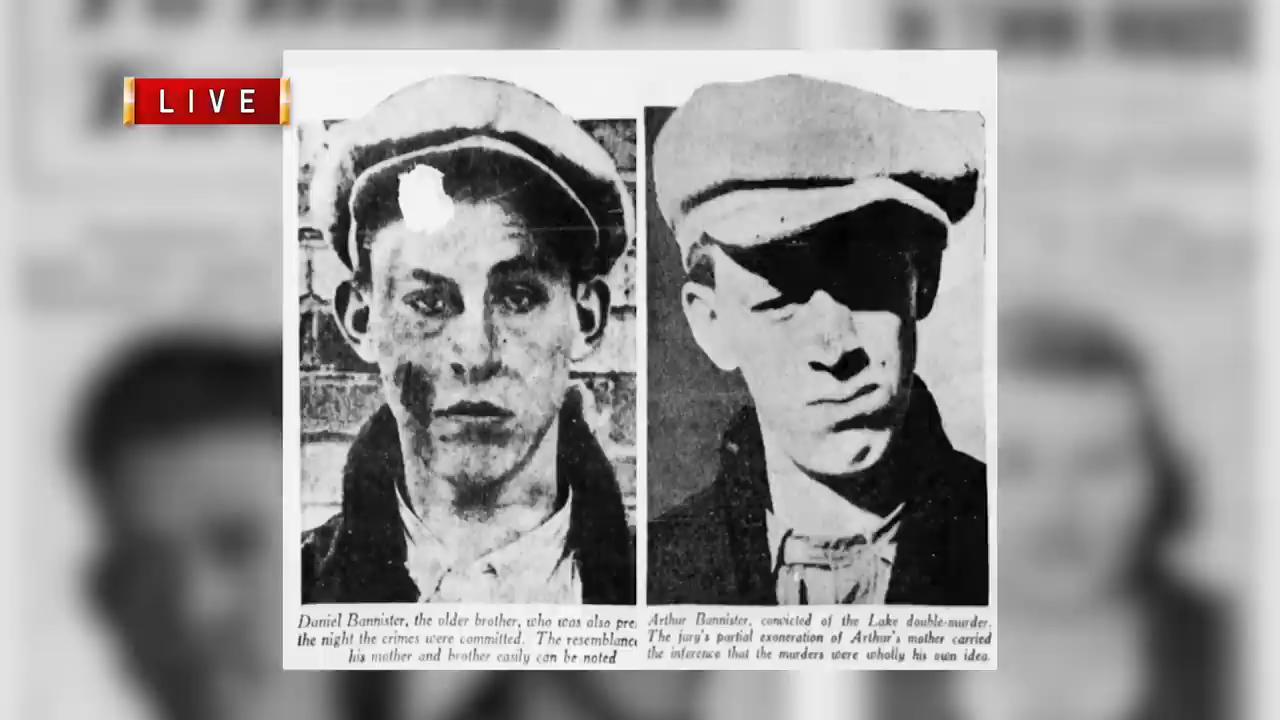 LIVE
Daniel Bannister, the older brother, who was also pre
the night the crimes were committed. The resemblance
his mother and brother easily can be noted
Arthur Bannister, convicted of the Lake double-murder.
The jury's partial exoneration of Arthur's mother carried
the inference that the murders were wholly his own idea.